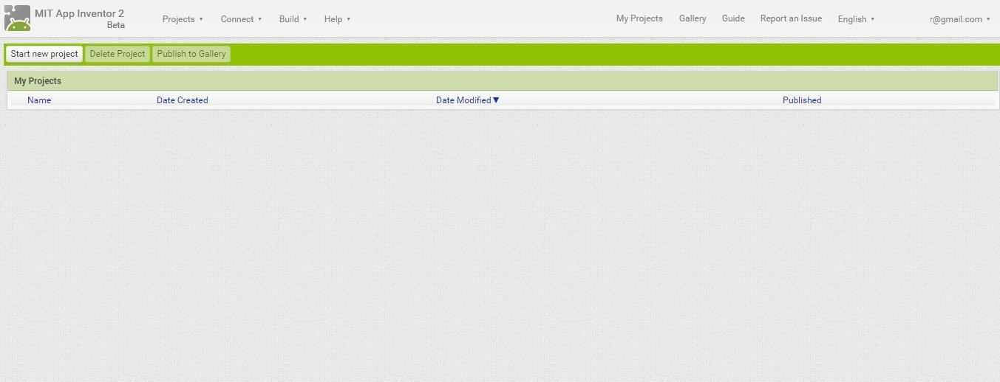 MIT App Inventor 2
Beta
Projects ▾ Connect ▾ Build ▾ Help ▾ My Projects Gallery Guide Report an Issue English ▾ r@gmail.com ▾
Start new project Delete Project Publish to Gallery
My Projects
Name Date Created Date Modified▼ Published